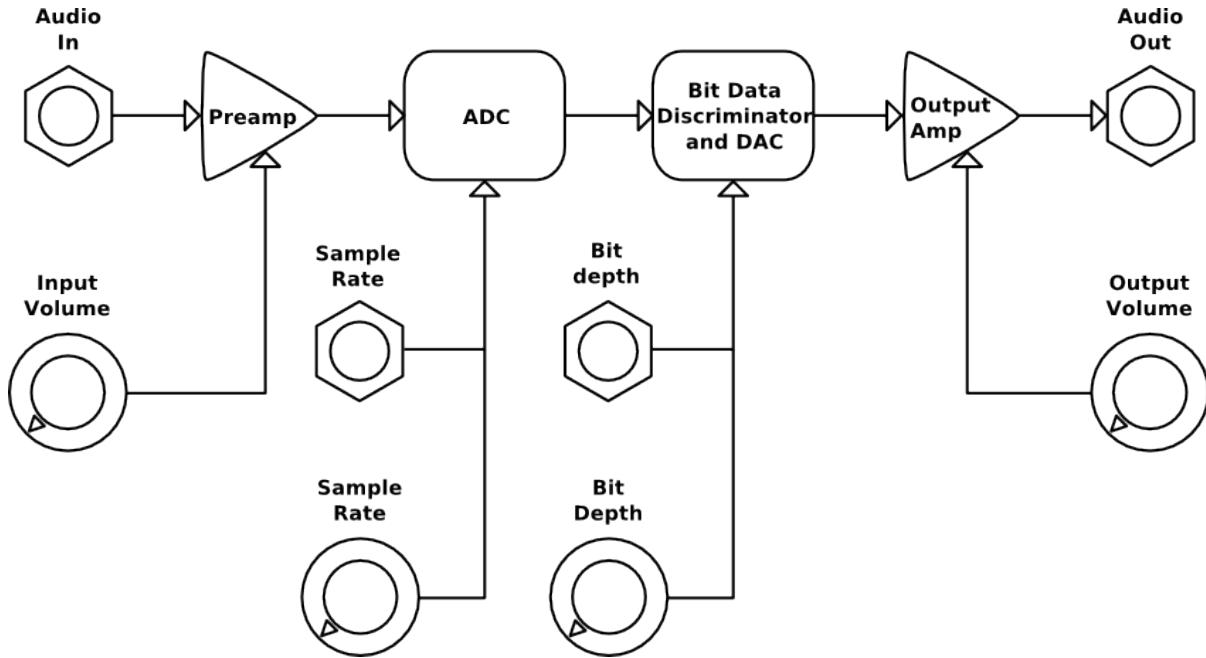 Audio
In
Audio
Out
Preamp
ADC
Bit Data
Discriminator
and DAC
Output
Amp
Input
Volume
Sample
Rate
Bit
depth
Output
Volume
Sample
Rate
Bit
Depth